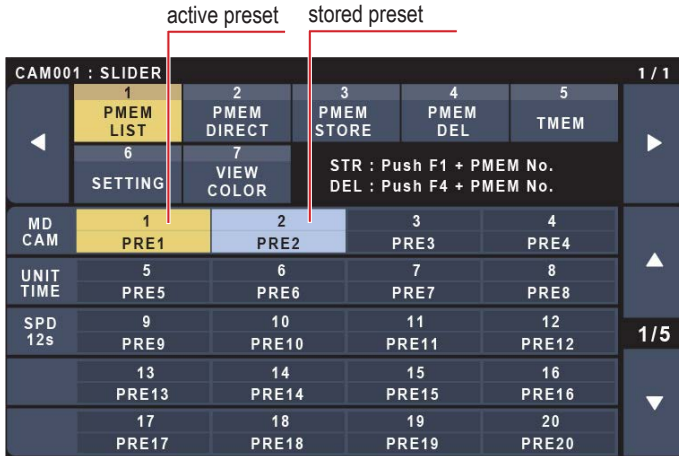 active preset stored preset
CAM001 : SLIDER 1 / 1
1 2 3 4 5
PMEM LIST PMEM DIRECT PMEM STORE PMEM DEL TMEM
6 7
SETTING VIEW COLOR
STR : Push F1 + PMEM No.
DEL : Push F4 + PMEM No.
MD CAM
1 2 3 4
PRE1 PRE2 PRE3 PRE4
UNIT TIME
5 6 7 8
PRE5 PRE6 PRE7 PRE8
SPD 12s
9 10 11 12
PRE9 PRE10 PRE11 PRE12
1/5
13 14 15 16
PRE13 PRE14 PRE15 PRE16
17 18 19 20
PRE17 PRE18 PRE19 PRE20